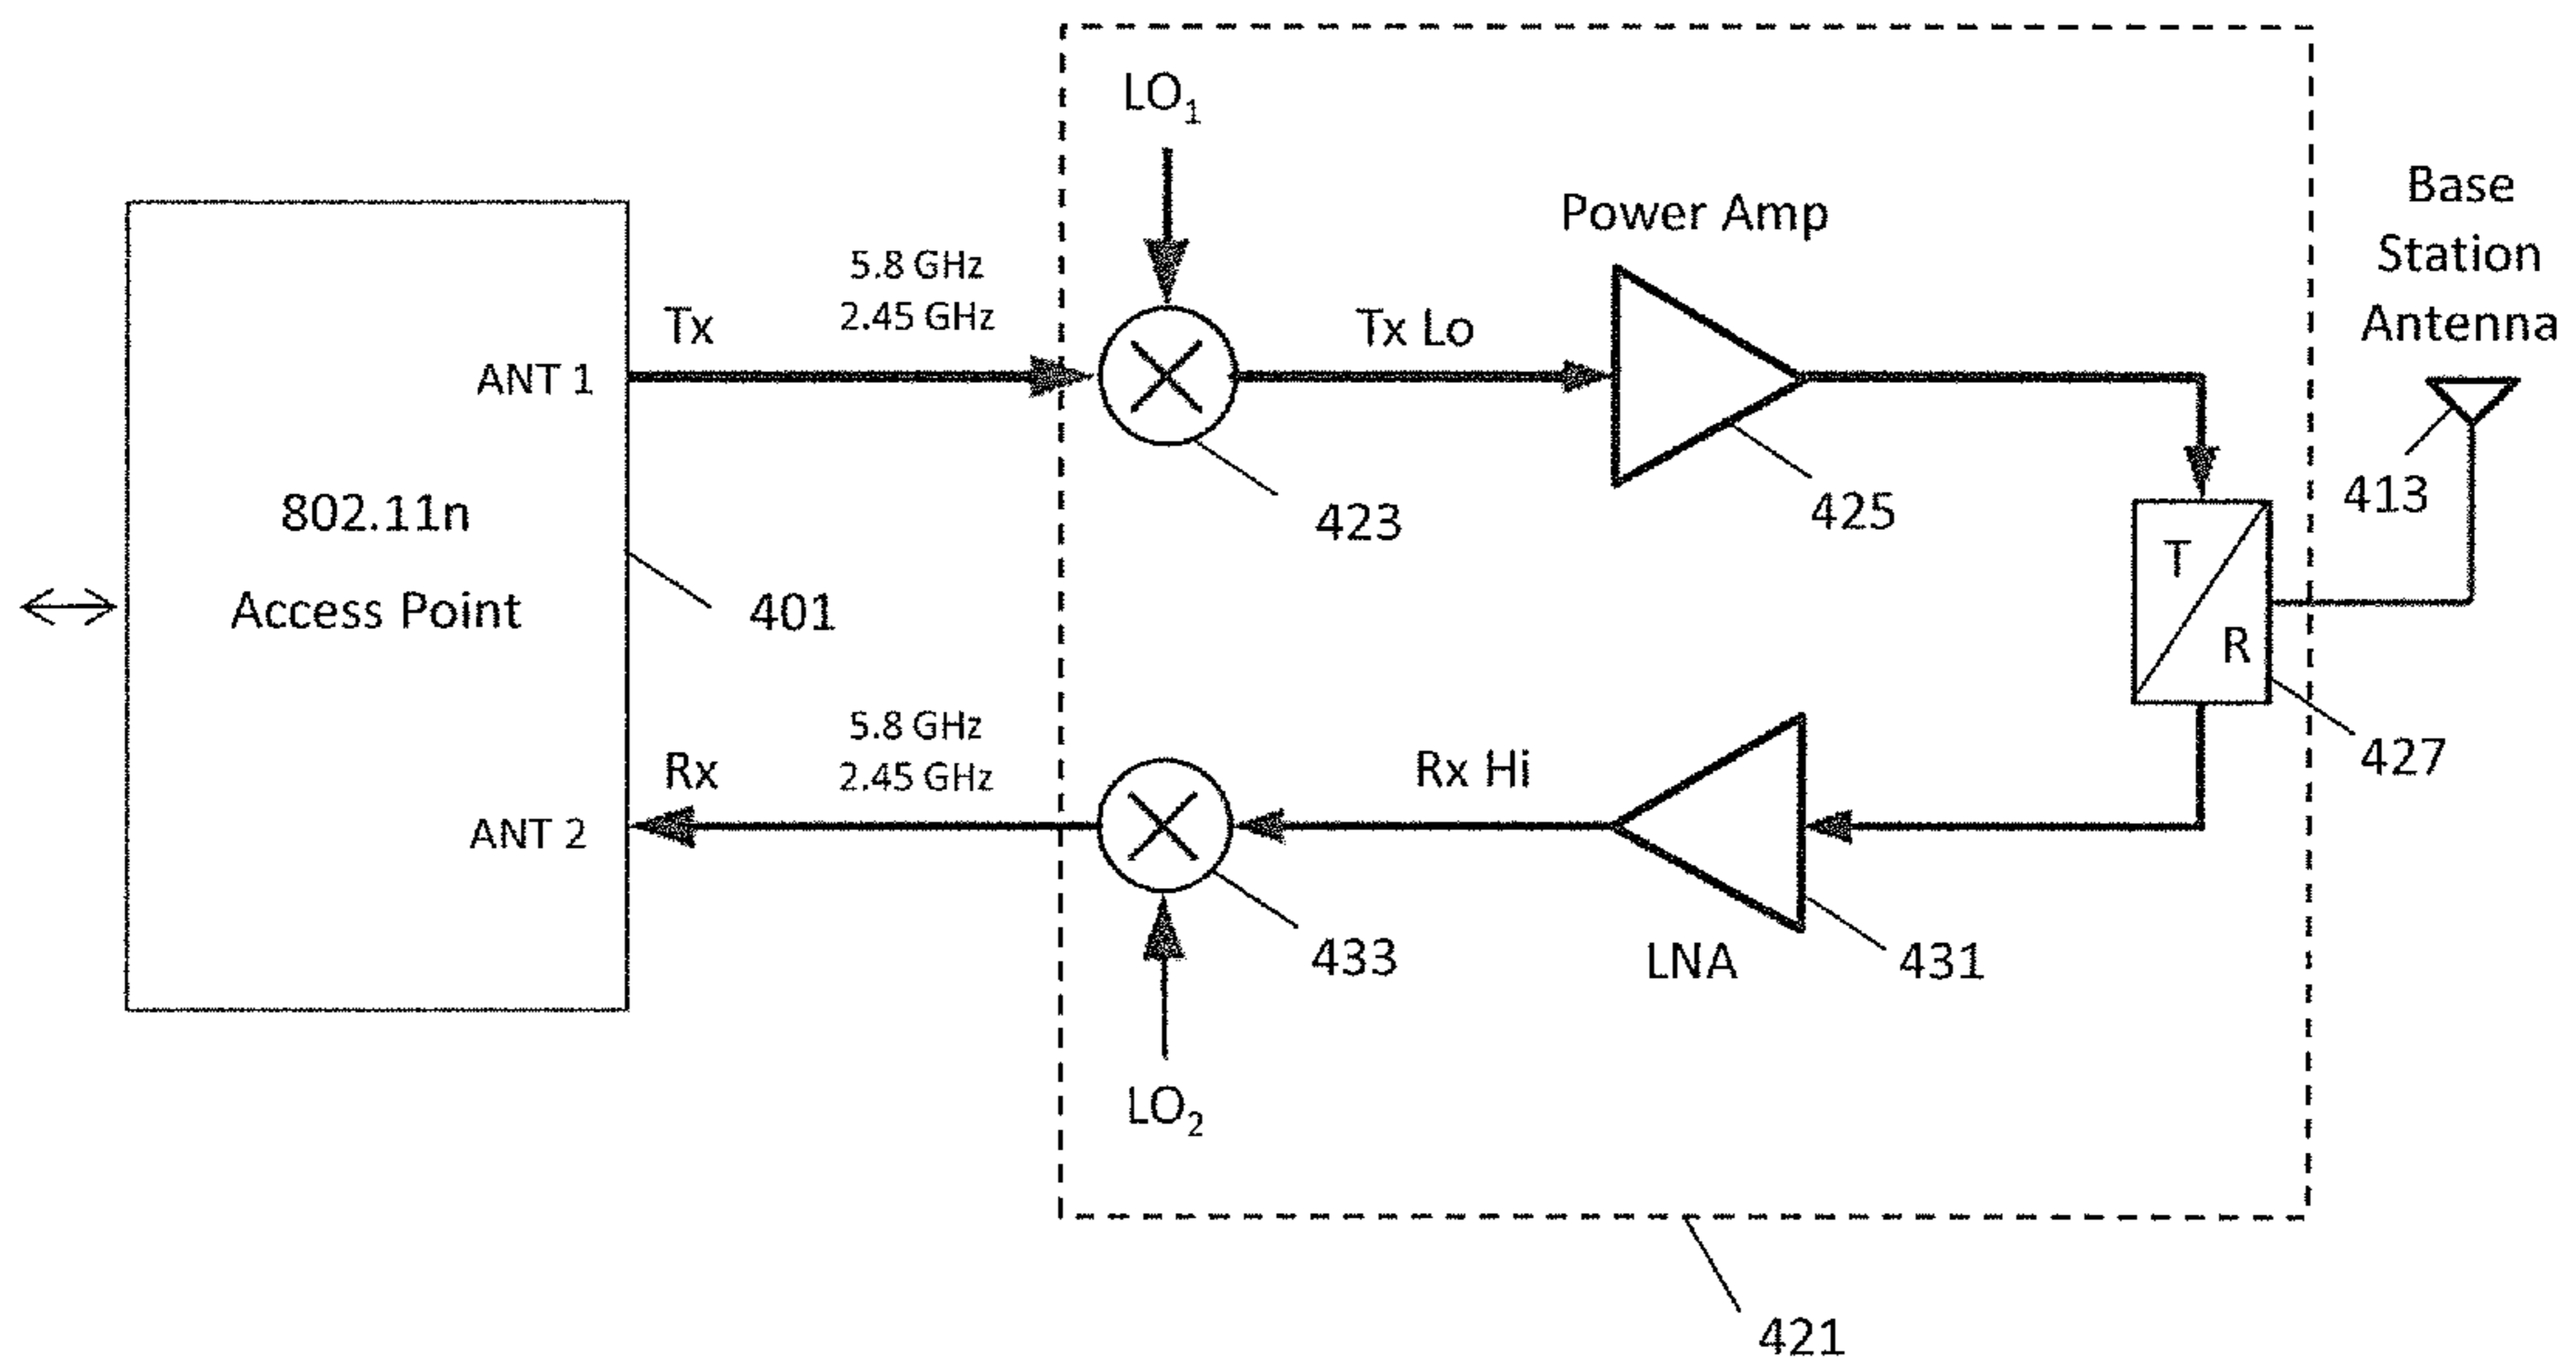 LO1
Base
Station
Antenna
Power Amp
5.8 GHz
2.45 GHz
Tx
Tx Lo
ANT 1
413
425
423
802.11n
Access Point
401
T
R
427
5.8 GHz
2.45 GHz
Rx
Rx Hi
ANT 2
433
LNA
431
LO2
421